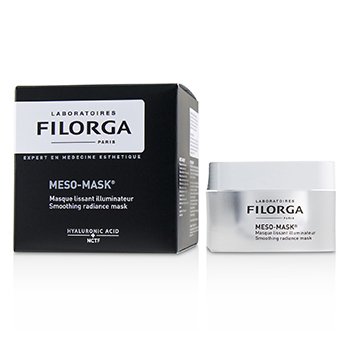 LABORATOIRES
FILORGA
PARIS
EXPERT EN MEDECINE ESTHETIQUE
MESO-MASK®
Masque lissant illuminateur
Smoothing radiance mask
HYALURONIC ACID
+
NCTF
LABORATOIRES
FILORGA
PARIS
MESO-MASK®
Masque lissant illuminateur
Smoothing radiance mask